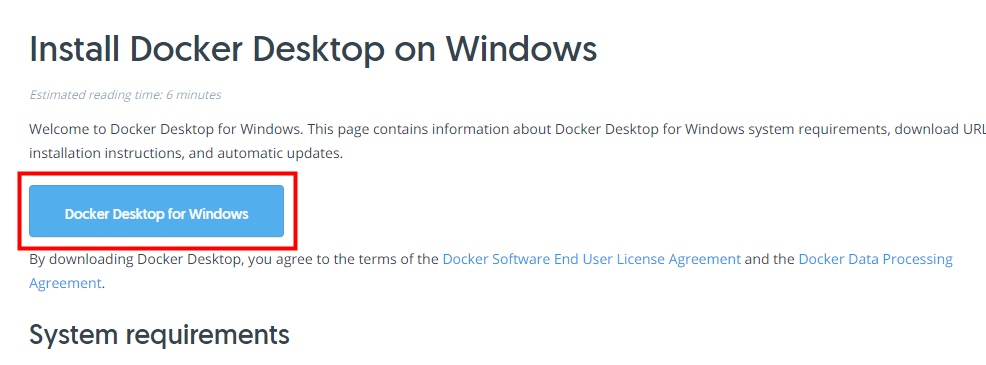 Install Docker Desktop on Windows
Estimated reading time: 6 minutes
Welcome to Docker Desktop for Windows. This page contains information about Docker Desktop for Windows system requirements, download URL
installation instructions, and automatic updates.
Docker Desktop for Windows
By downloading Docker Desktop, you agree to the terms of the Docker Software End User License Agreement and the Docker Data Processing
Agreement.
System requirements